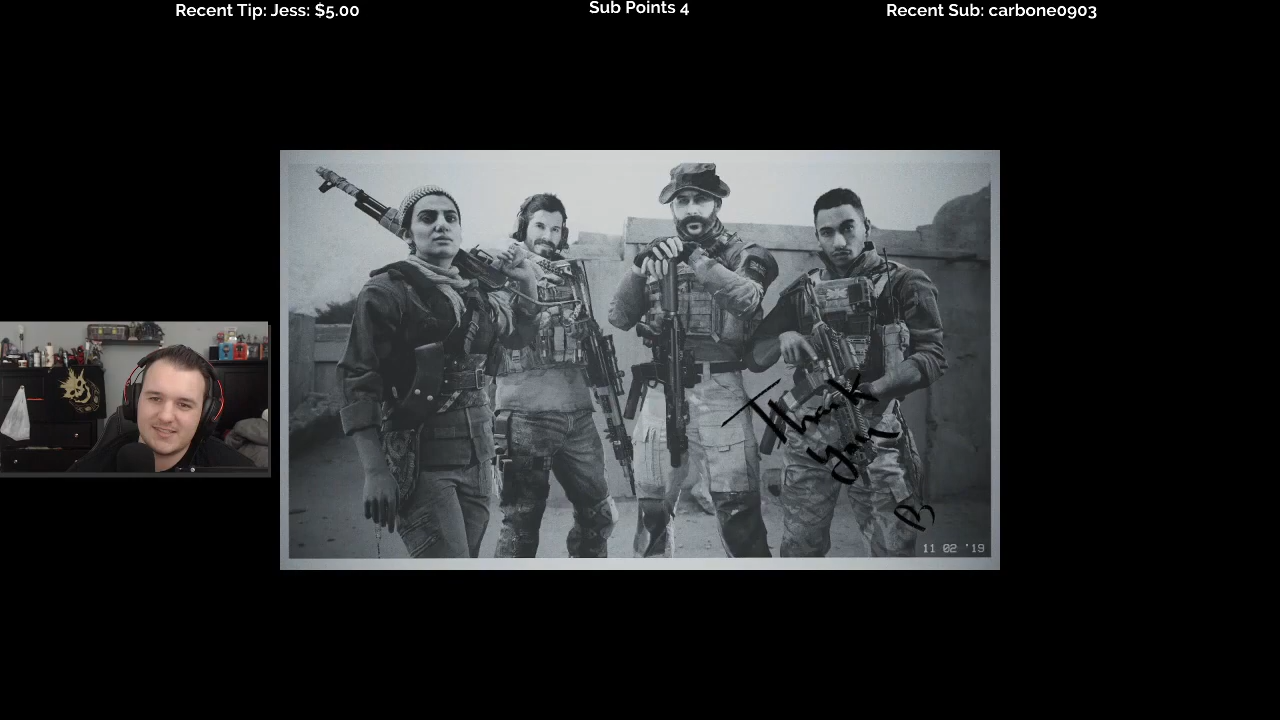 Recent Tip: Jess: $5.00
Sub Points 4
Recent Sub: carbone0903
Thank
you
11 02 '19